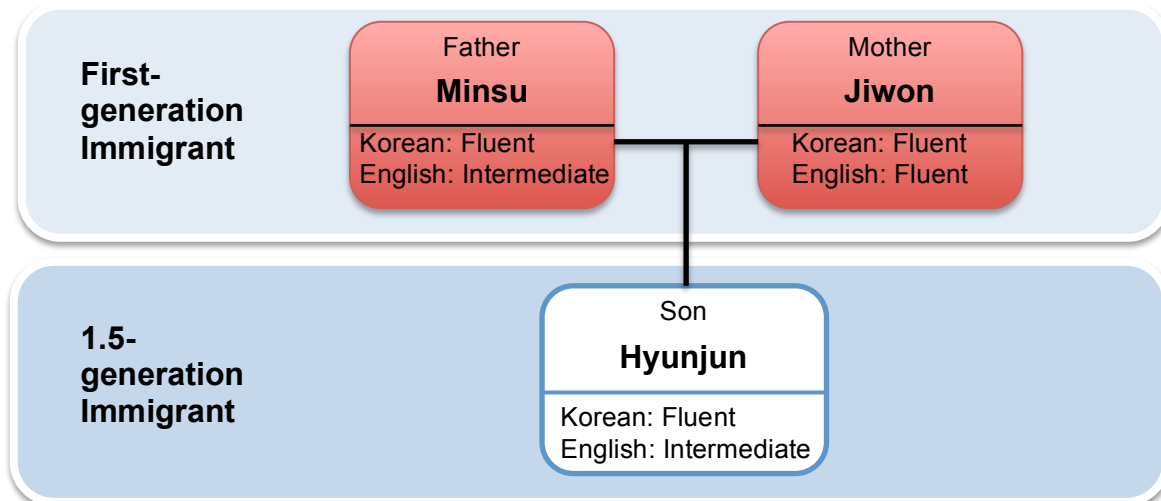 First-
generation
Immigrant
Father
Minsu
Korean: Fluent
English: Intermediate
Mother
Jiwon
Korean: Fluent
English: Fluent
1.5-
generation
Immigrant
Son
Hyunjun
Korean: Fluent
English: Intermediate